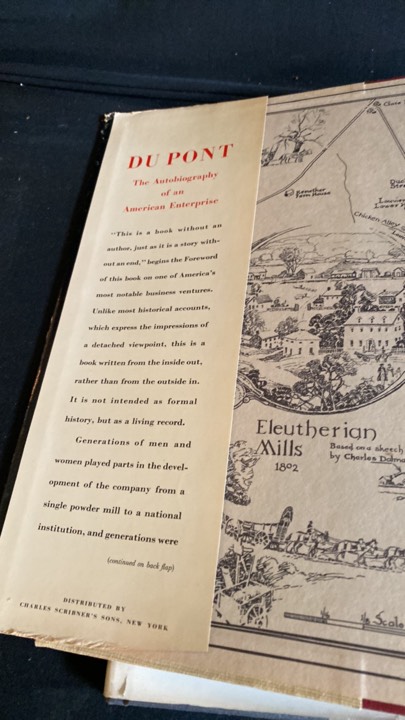 DU PONT
The Autobiography
of an
American Enterprise
"This is a book without an
author, just as it is a story with-
out an end," begins the Foreword
of this book on one of America's
most notable business ventures.
Unlike most historical accounts,
which express the impressions of
a detached viewpoint, this is a
book written from the inside out,
rather than from the outside in.
It is not intended as formal
history, but as a living record.
Generations of men and
women played parts in the devel-
opment of the company from a
single powder mill to a national
institution, and generations were
(continued on back flap)
DISTRIBUTED BY
CHARLES SCRIBNER'S SONS, NEW YORK
Chicken Alley
Eleutherian
Mills
1802
Based on a sketch
by Charles